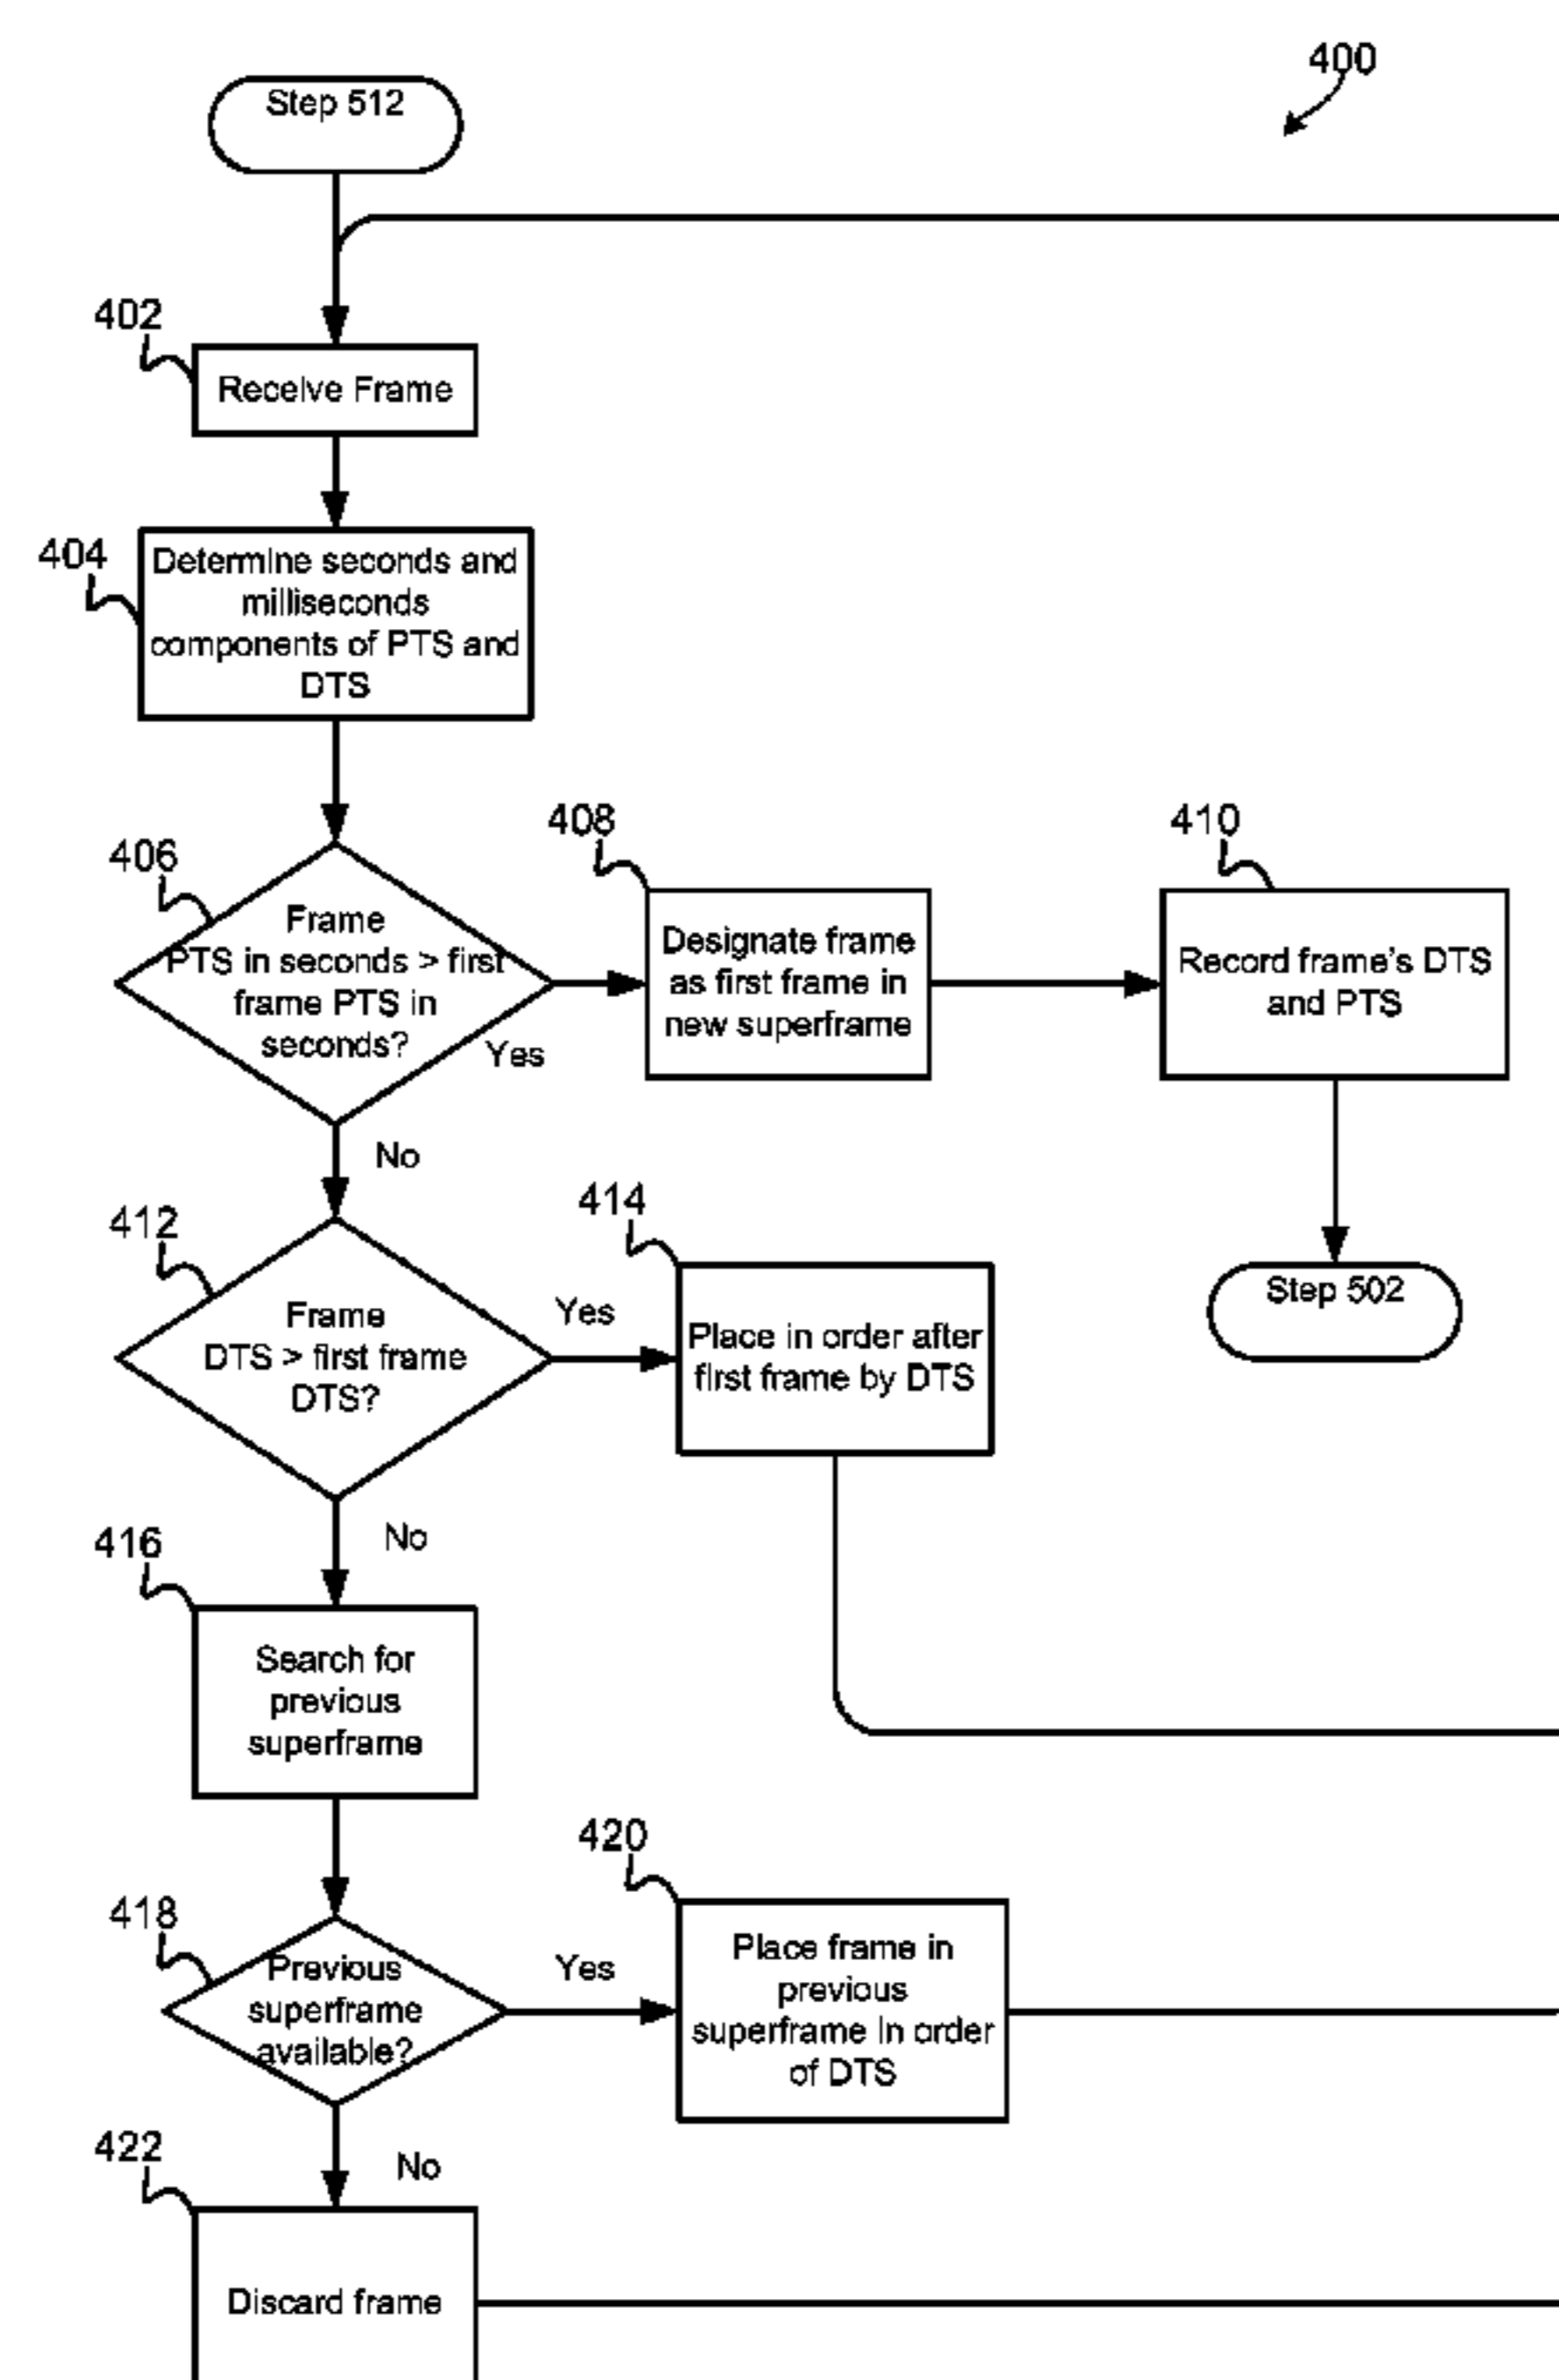 400
Step 512
402
Receive Frame
404
Determine seconds and
milliseconds
components of PTS and
DTS
406
Frame
PTS in seconds > first
frame PTS in
seconds?
Yes
408
Designate frame
as first frame in
new superframe
410
Record frame's DTS
and PTS
No
412
Frame
DTS > first frame
DTS?
Yes
414
Place in order after
first frame by DTS
Step 502
No
416
Search for
previous
superframe
418
Previous
superframe
available?
Yes
420
Place frame in
previous
superframe in order
of DTS
No
422
Discard frame